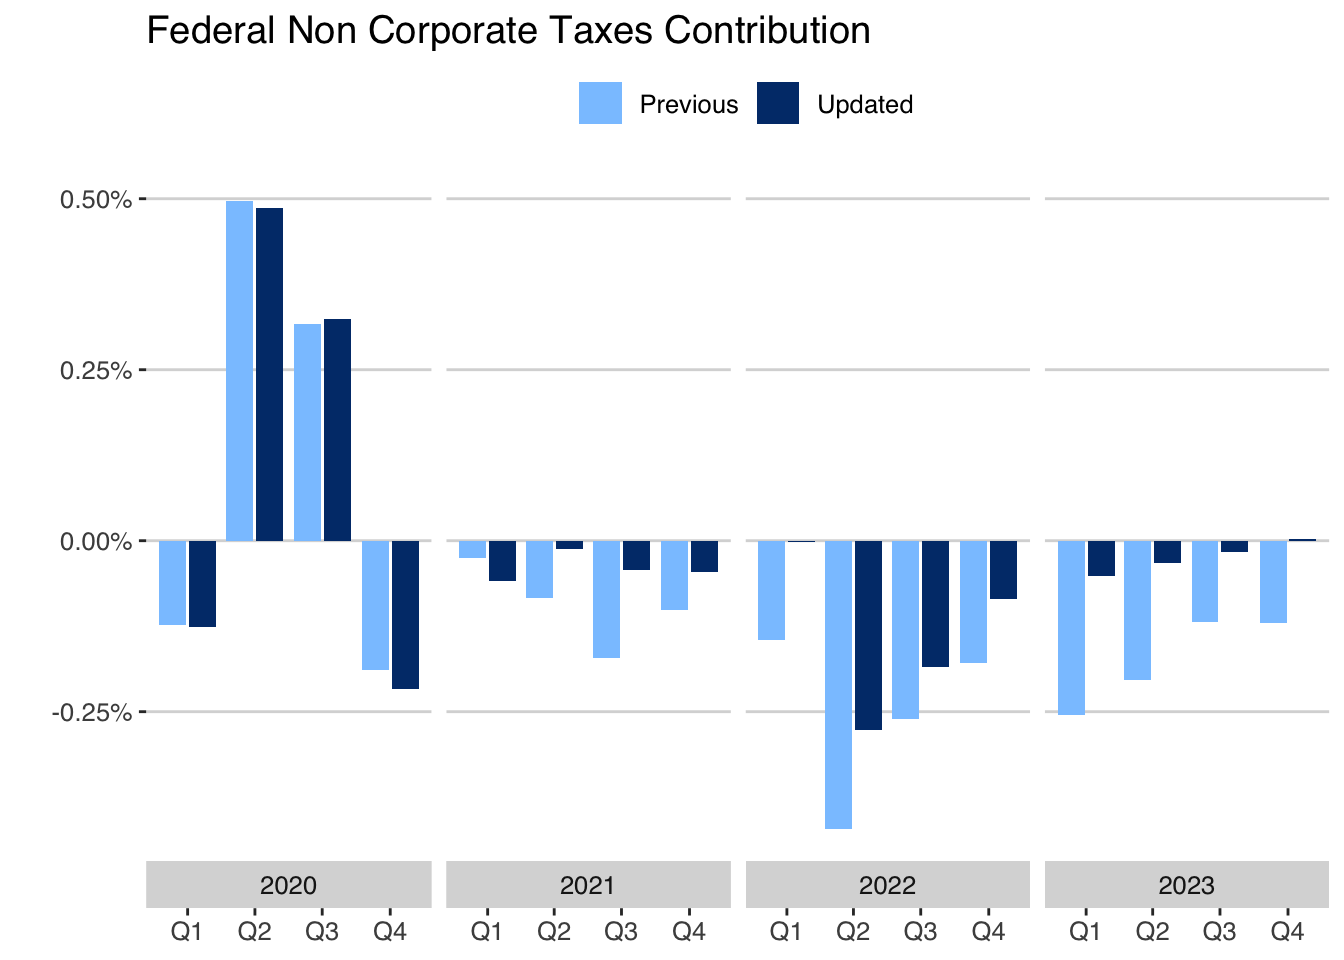 Federal Non Corporate Taxes Contribution
Previous Updated
0.50%
0.25%
0.00%
-0.25%
2020 2021 2022 2023
Q1 Q2 Q3 Q4 Q1 Q2 Q3 Q4 Q1 Q2 Q3 Q4 Q1 Q2 Q3 Q4